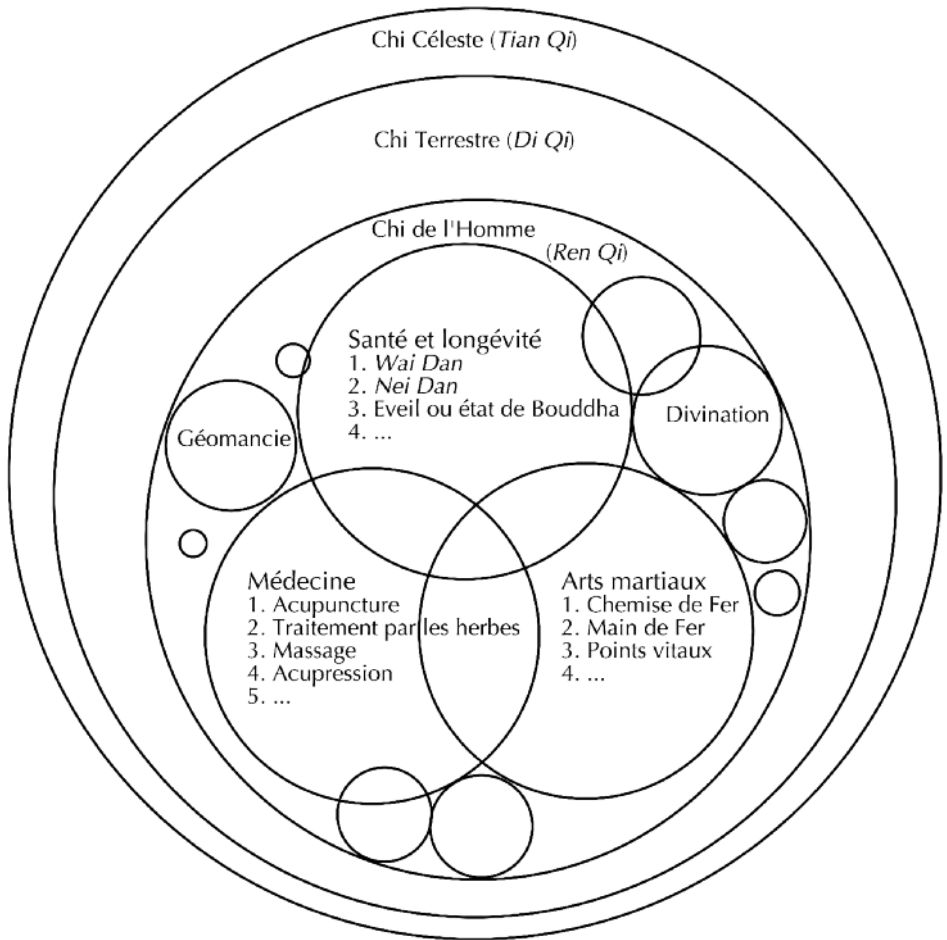 Chi Céleste (Tian Qi)
Chi Terrestre (Di Qi)
Chi de l'Homme
(Ren Qi)
Santé et longévité
1. Wai Dan
2. Nei Dan
3. Eveil ou état de Bouddha
4. ...
Divination
Géomancie
Médecine
1. Acupuncture
2. Traitement par les herbes
3. Massage
4. Acupression
5. ...
Arts martiaux
1. Chemise de Fer
2. Main de Fer
3. Points vitaux
4. ...